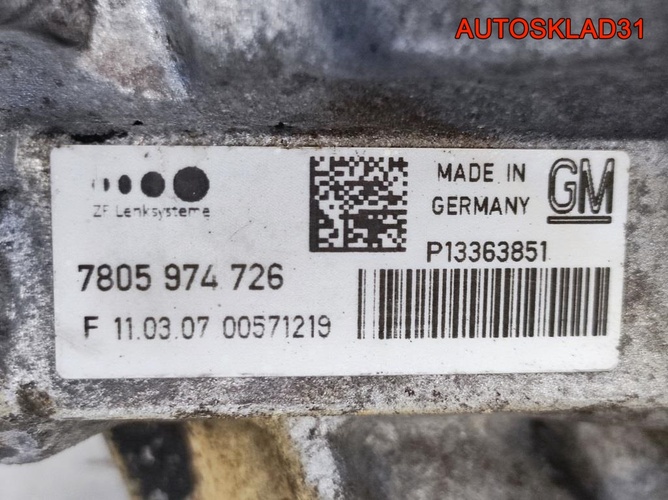 AUTOSKLAD31
ZF Lenksysteme
MADE IN
GERMANY
GM
P13363851
7805 974 726
F 11.03.07 00571219